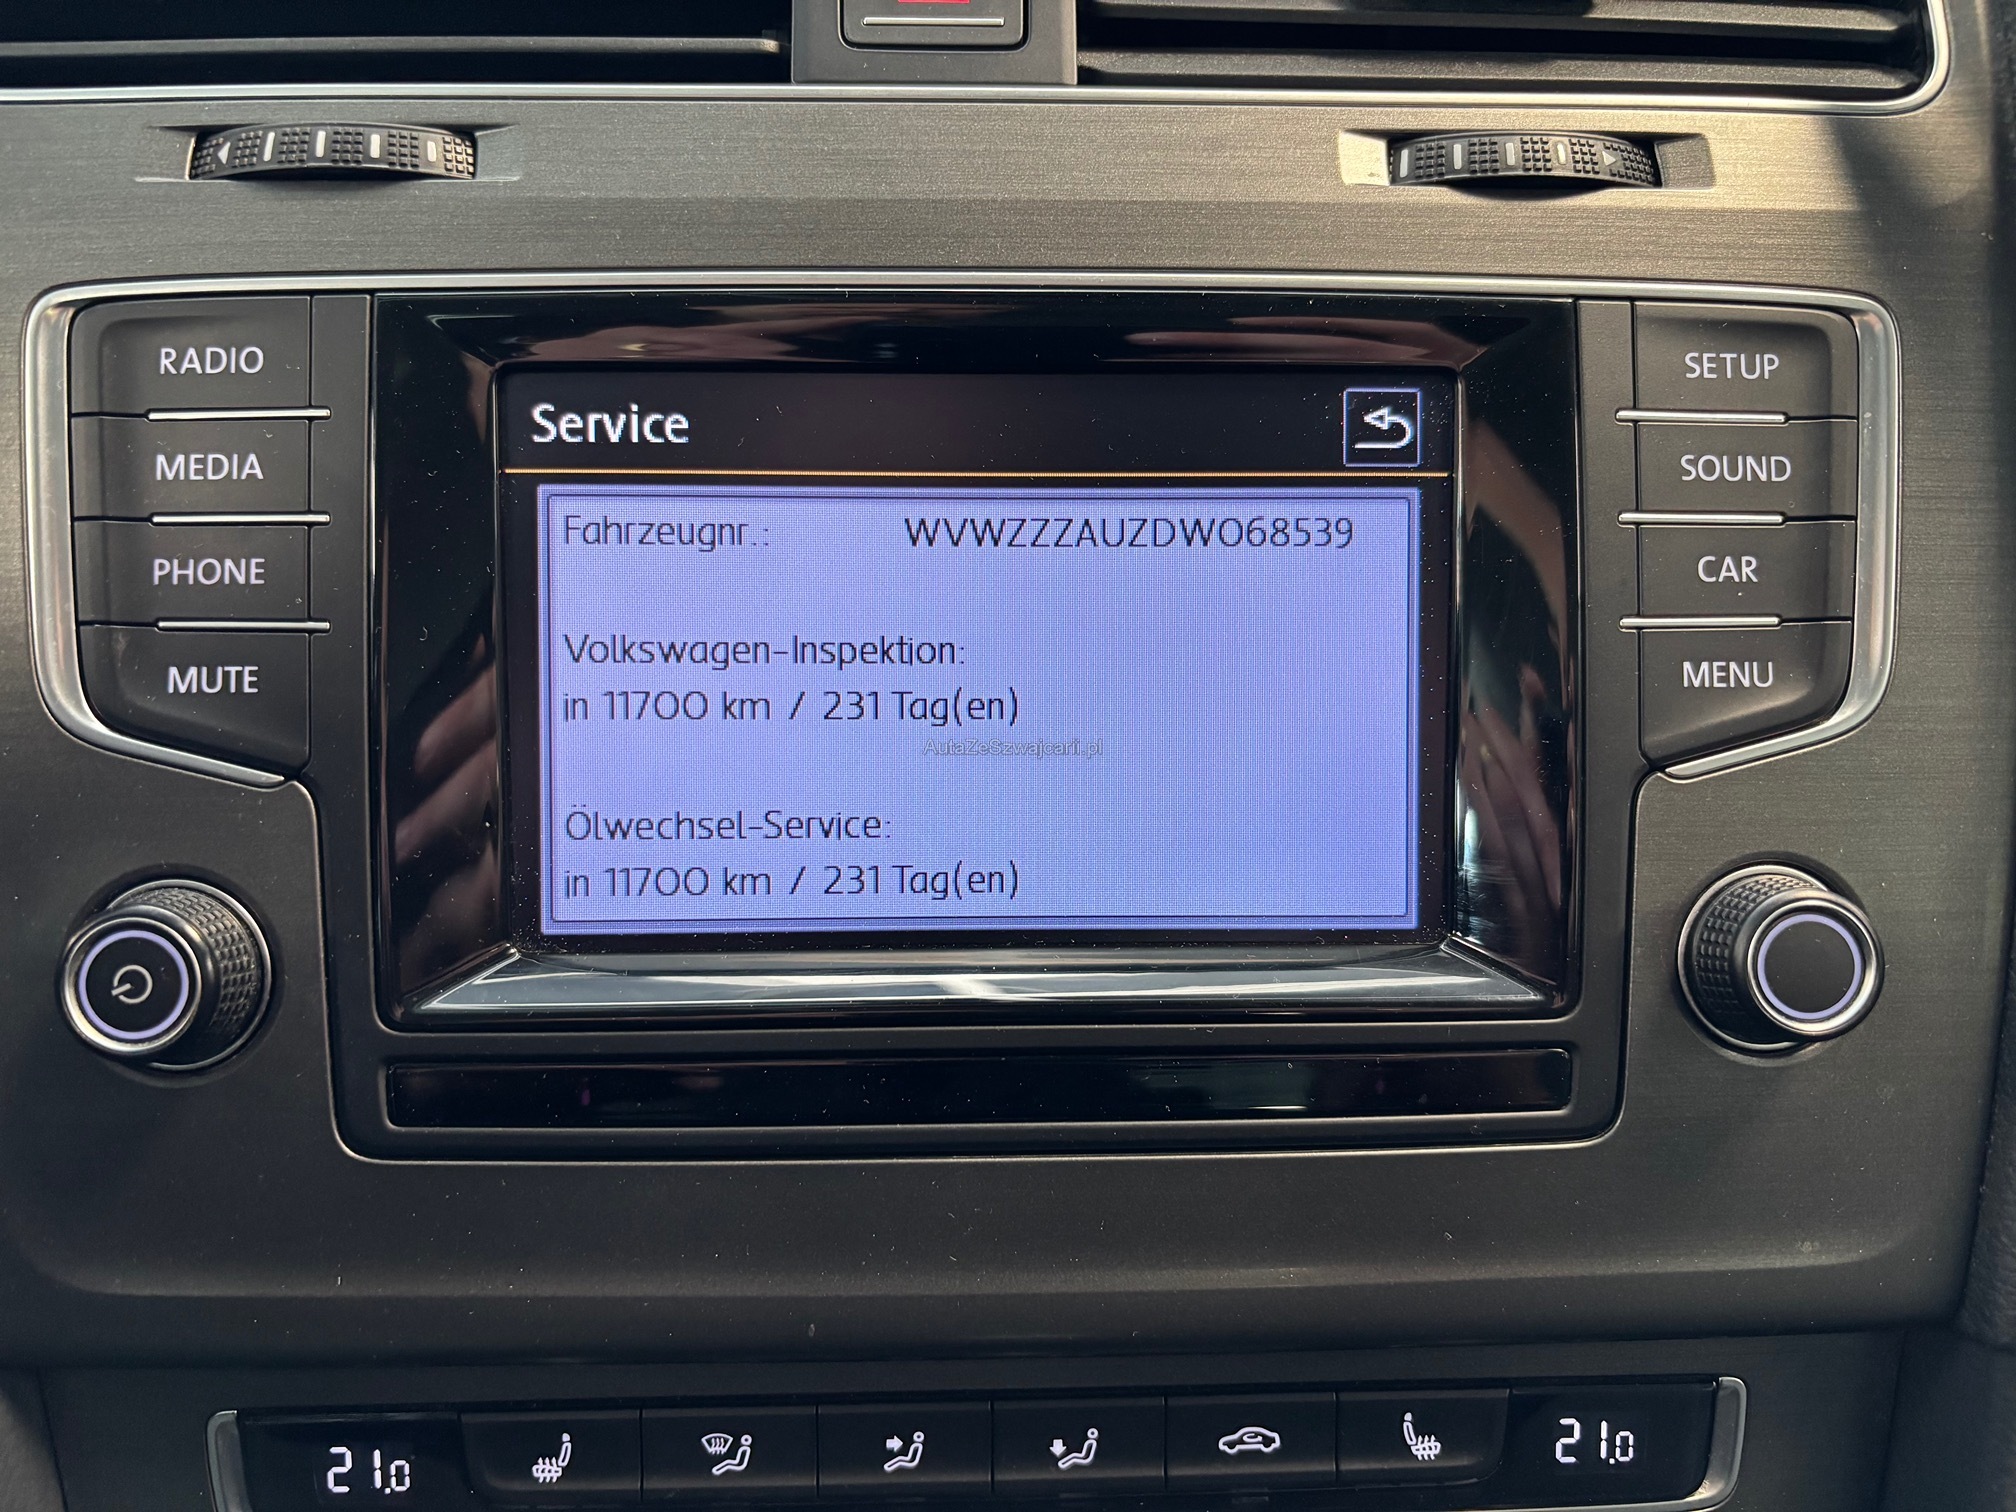 RADIO
MEDIA
PHONE
MUTE
Service
Fahrzeugnr.: WVWZZZAUZDW068539
Volkswagen-Inspektion:
in 11700 km / 231 Tag(en)
AutaZeSzwajcarii.pl
Ölwechsel-Service:
in 11700 km / 231 Tag(en)
SETUP
SOUND
CAR
MENU
21.0
21.0